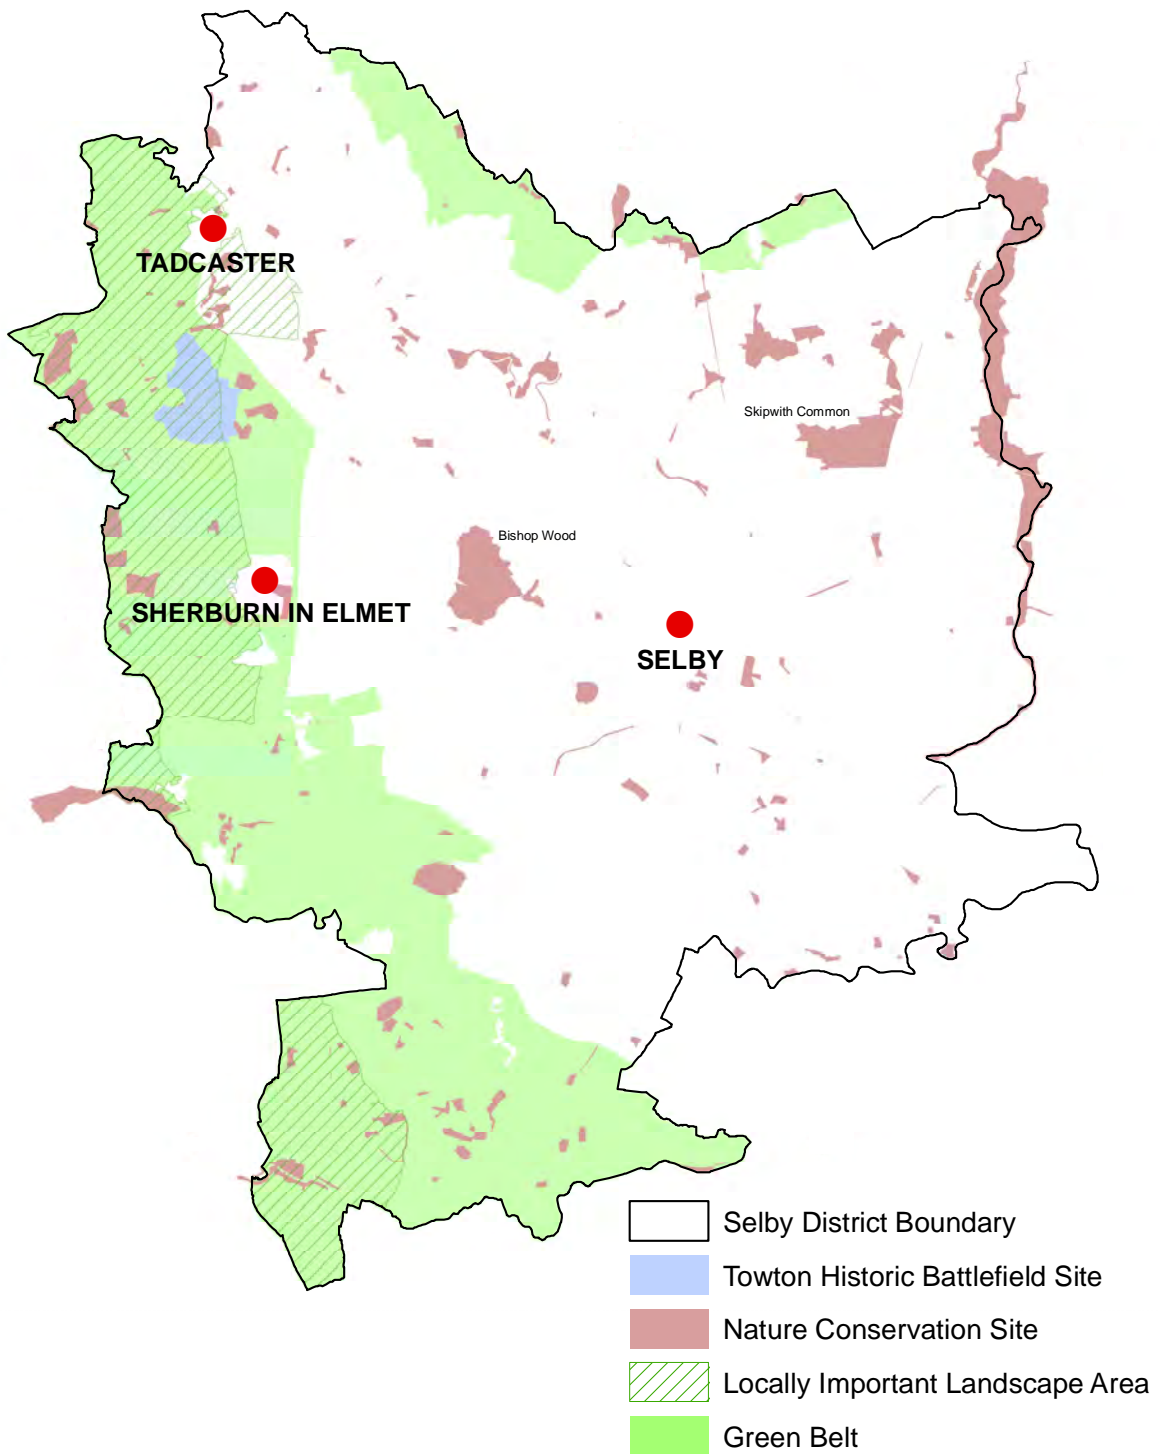 TADCASTER
Skipwith Common
Bishop Wood
SHERBURN IN ELMET
SELBY
Selby District Boundary
Towton Historic Battlefield Site
Nature Conservation Site
Locally Important Landscape Area
Green Belt